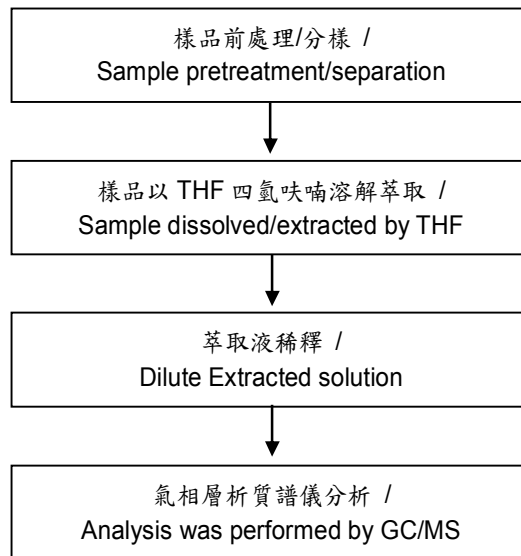 樣品前處理/分樣 /
Sample pretreatment/separation
樣品以 THF 四氫呋喃溶解萃取 /
Sample dissolved/extracted by THF
萃取液稀釋 /
Dilute Extracted solution
氣相層析質譜儀分析 /
Analysis was performed by GC/MS